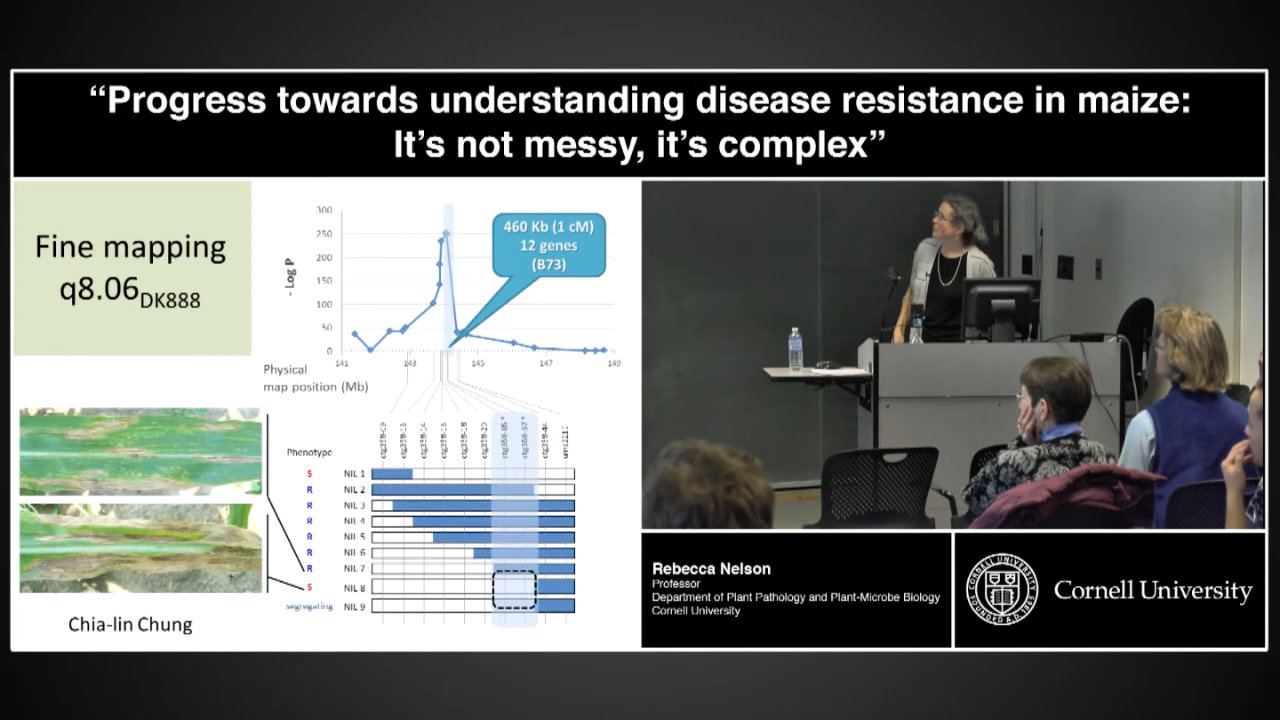 “Progress towards understanding disease resistance in maize:
It’s not messy, it’s complex”
Fine mapping
q8.06DK888
300
250
200
150
100
50
0
- Log P
141
143
145
147
149
460 Kb (1 cM)
12 genes
(B73)
Physical
map position (Mb)
Phenotype
S NIL 1
R NIL 2
R NIL 3
R NIL 4
R NIL 5
R NIL 6
R NIL 7
S NIL 8
segregating NIL 9
Chia-lin Chung
Rebecca Nelson
Professor
Department of Plant Pathology and Plant-Microbe Biology
Cornell University
Cornell University